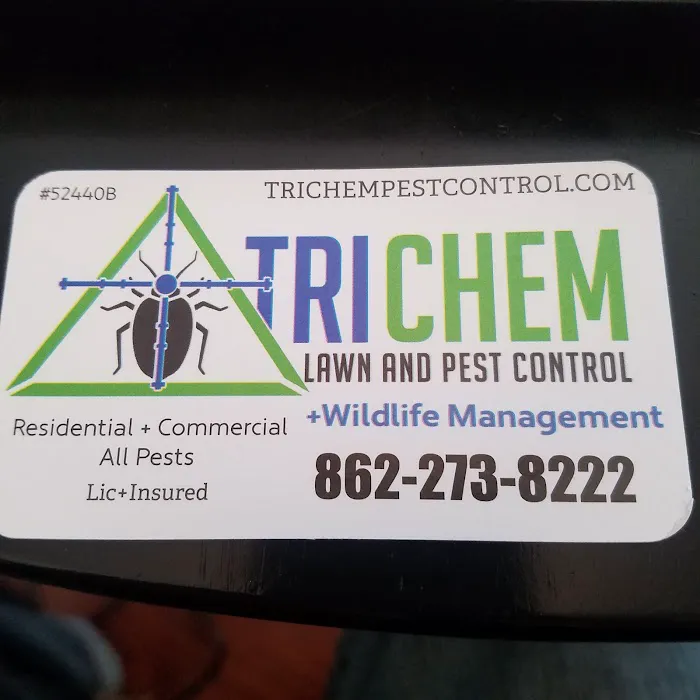 #52440B
TRICHEMPESTCONTROL.COM
TRICHEM
LAWN AND PEST CONTROL
+Wildlife Management
862-273-8222
Residential + Commercial
All Pests
Lic+Insured